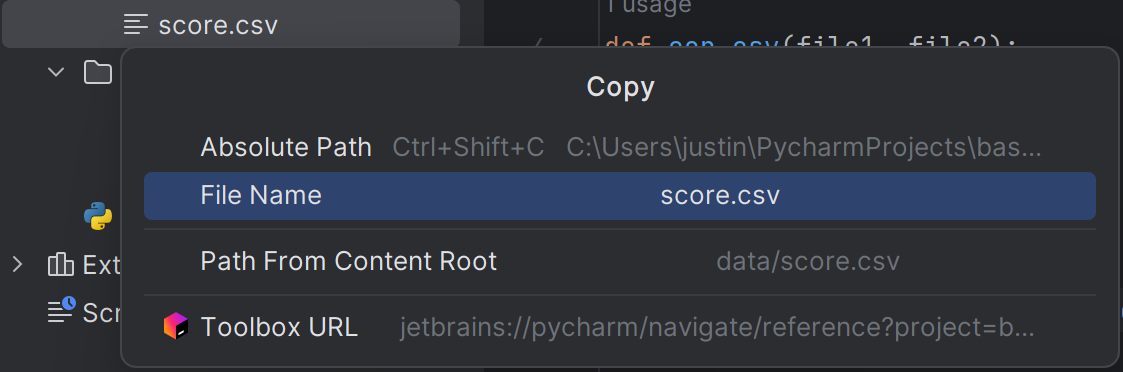 score.csv
1 usage
def con_csv(file1, file2):
Copy
Absolute Path Ctrl+Shift+C C:\Users\justin\PycharmProjects\bas...
File Name score.csv
Path From Content Root data/score.csv
Ext
Scr
Toolbox URL jetbrains://pycharm/navigate/reference?project=b...